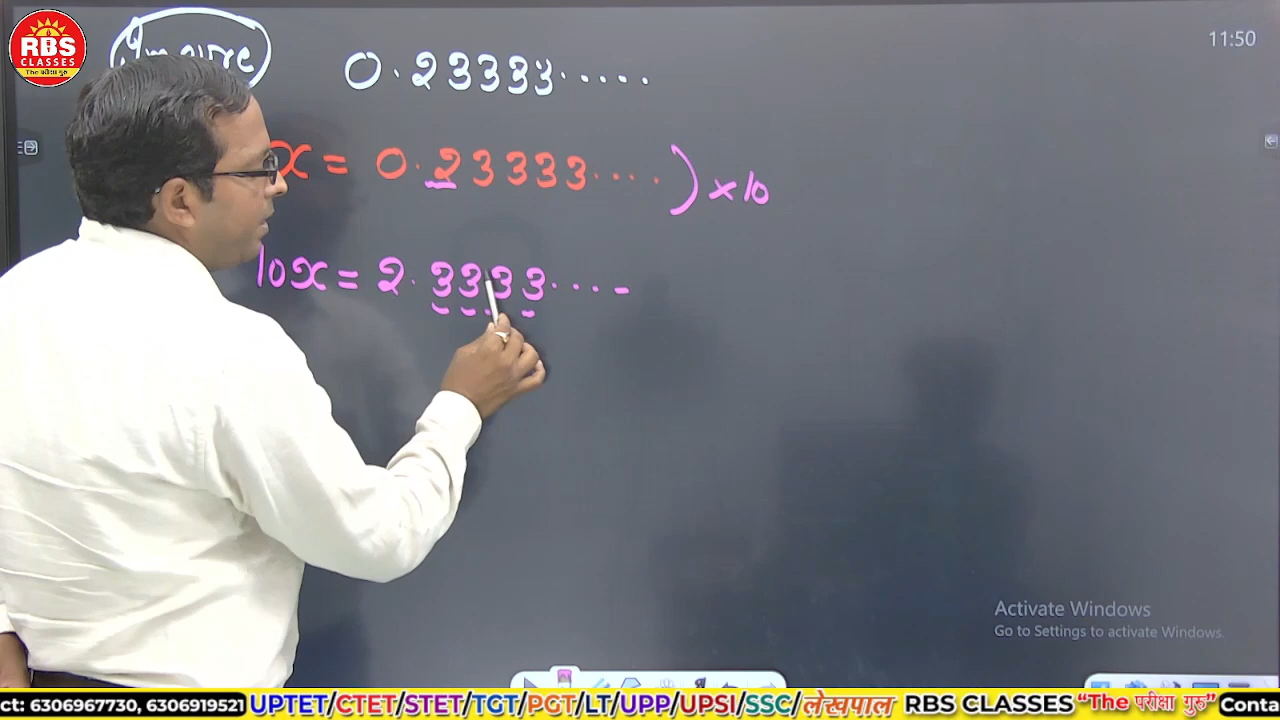 RBS
CLASSES
The परीक्षा गुरु
11:50
0.23333.....
x = 0.23333....) × 10
10x = 2.3333....-
Activate Windows
Go to Settings to activate Windows.
ct: 6306967730, 6306919521 UPTET/CTET/STET/TGT/PGT/LT/UPP/UPSI/SSC/लेखपाल RBS CLASSES "The परीक्षा गुरु" Conta